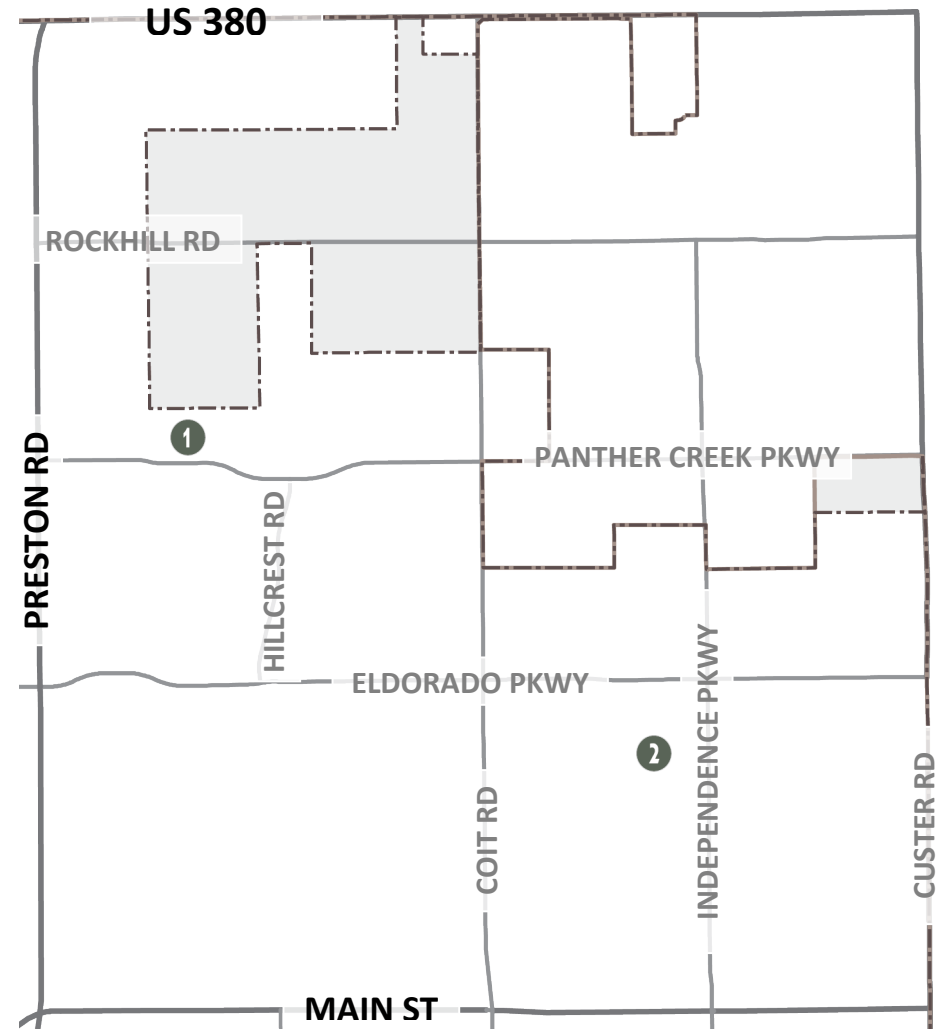 US 380
ROCKHILL RD
1
PANTHER CREEK PKWY
PRESTON RD
HILLCREST RD
ELDORADO PKWY
INDEPENDENCE PKWY
2
COIT RD
CUSTER RD
MAIN ST